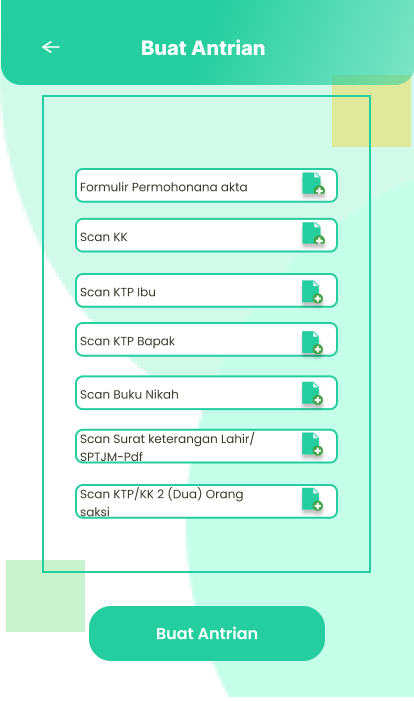 Buat Antrian
Formulir Permohonana akta
Scan KK
Scan KTP Ibu
Scan KTP Bapak
Scan Buku Nikah
Scan Surat keterangan Lahir/
SPTJM-Pdf
Scan KTP/KK 2 (Dua) Orang
saksi
Buat Antrian